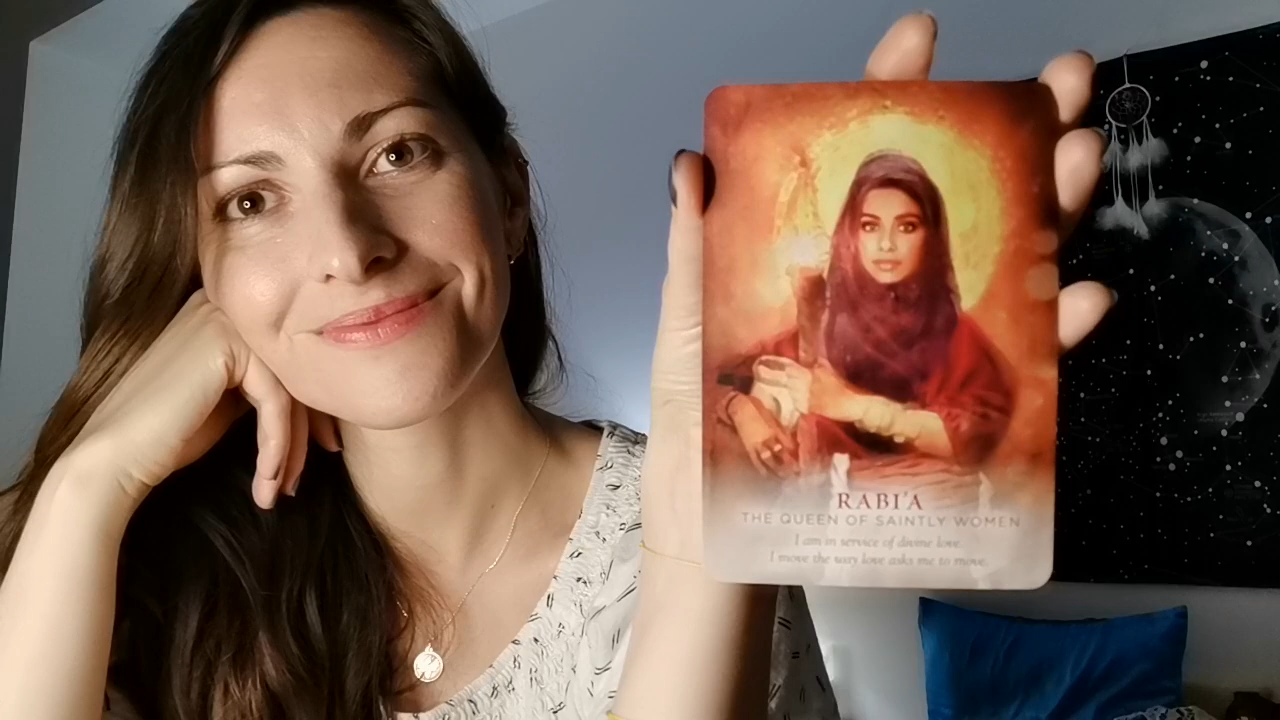 RABI'A
THE QUEEN OF SAINTLY WOMEN
I am in service of divine love.
I move the way love asks me to move.